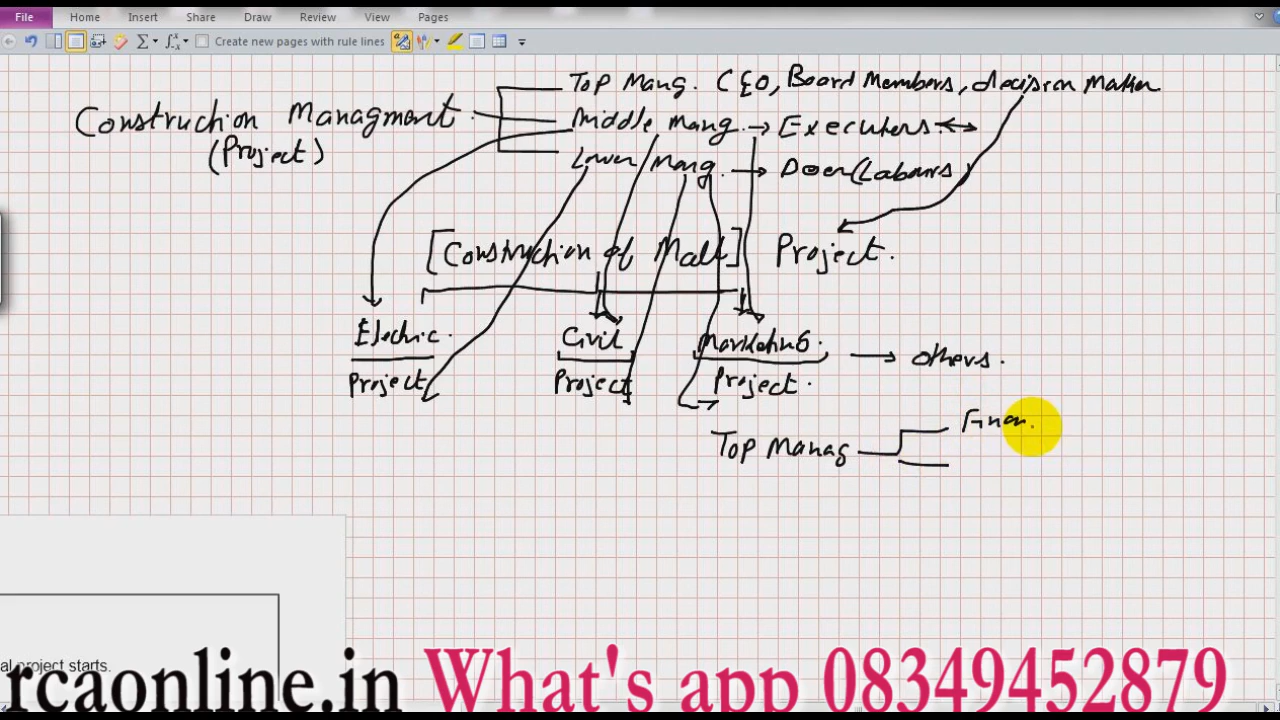 File Home Insert Share Draw Review View Pages
Create new pages with rule lines
Top Mang. CEO, Board Members, decision Maker
Construction Managment.
Middle Mang. → Executers
(Project)
Lower Mang. → Doer (Labours)
[Construction of Mall] Project.
Electric. Civil Marketing. → others.
Project Project Project.
Finan.
Top Manag
al project starts.
rcaonline.in What's app 08349452879